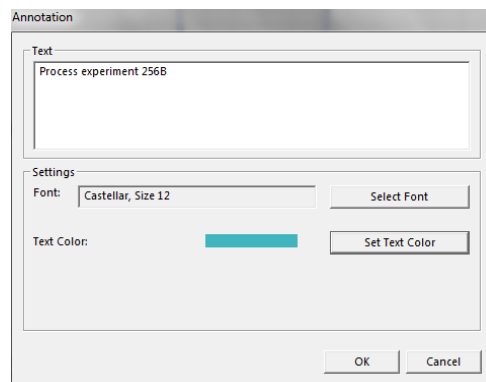 Annotation
Text
Process experiment 256B
Settings
Font:
Castellar, Size 12
Select Font
Text Color:
Set Text Color
OK
Cancel